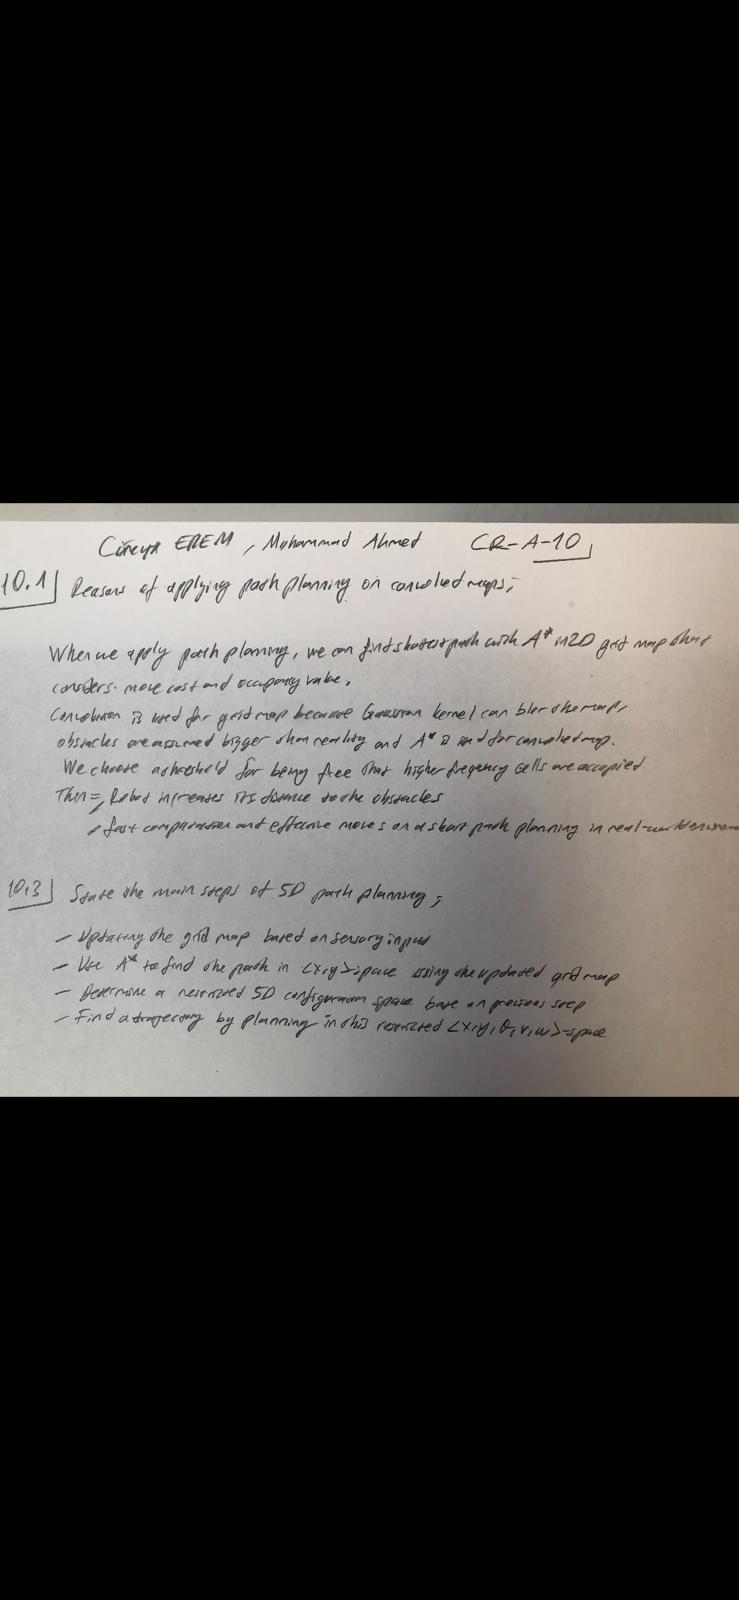 Cüneyt EREM, Muhammad Ahmed CR-A-10
10.1 Reasons of applying path planning on convolved maps;
When we apply path planning, we can find shortest path with A* in 2D grid map that
considers move cost and occupancy value.
Convolution is used for grid map because Gaussian kernel can blur the map,
obstacles are assumed bigger than reality and A* is used for convolved map.
We choose a threshold for being free that higher frequency cells are occupied
Then = Robot increases its distance to the obstacles
fast computation and effective moves on a short path planning in real-world
10.3 State the main steps of 5D path planning;
- Updating the grid map based on sensory input
- Use A* to find the path in <x,y>-space using the updated grid map
- Determine a restricted 5D configuration space base on previous step
- Find a trajectory by planning in this restricted <x,y,θ,v,w>-space